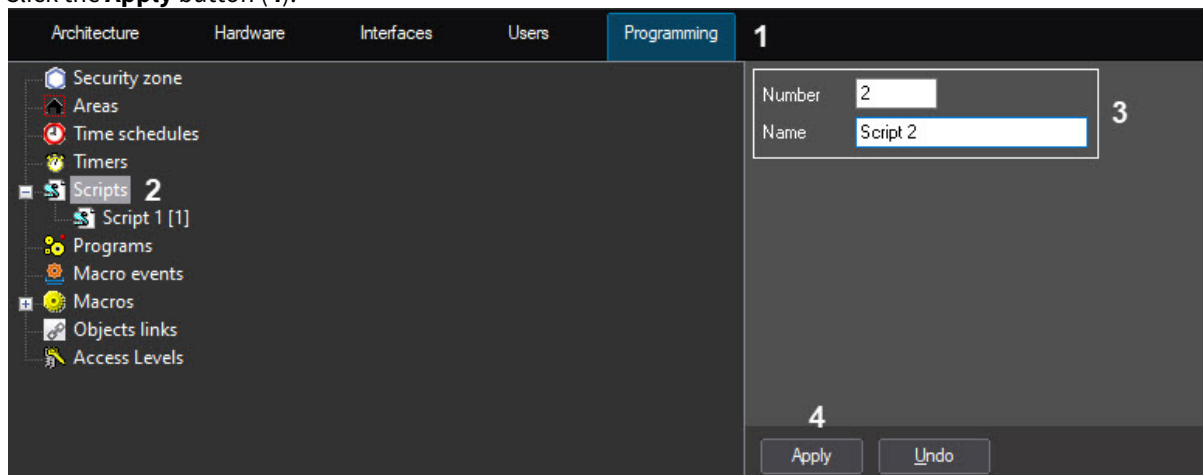 Click the Apply button (4).
Architecture Hardware Interfaces Users Programming 1
Security zone
Areas
Time schedules
Timers
Scripts 2
Script 1 [1]
Programs
Macro events
Macros
Objects links
Access Levels
Number 2
Name Script 2
3
4
Apply Undo